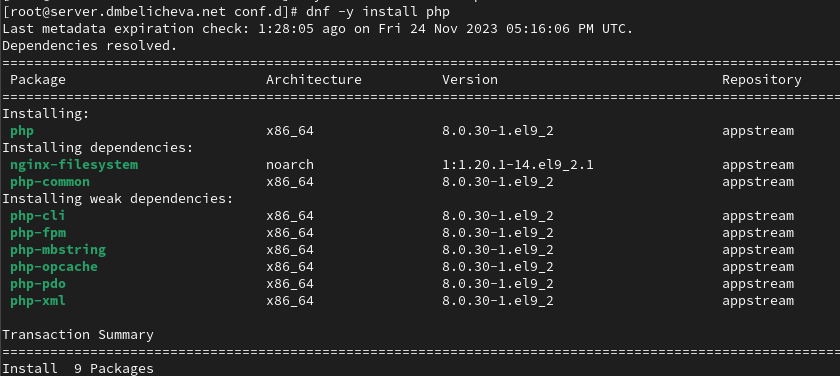 [root@server.dmbelicheva.net conf.d]# dnf -y install php
Last metadata expiration check: 1:28:05 ago on Fri 24 Nov 2023 05:16:06 PM UTC.
Dependencies resolved.
================================================================================
Package Architecture Version Repository
================================================================================
Installing:
php x86_64 8.0.30-1.el9_2 appstream
Installing dependencies:
nginx-filesystem noarch 1:1.20.1-14.el9_2.1 appstream
php-common x86_64 8.0.30-1.el9_2 appstream
Installing weak dependencies:
php-cli x86_64 8.0.30-1.el9_2 appstream
php-fpm x86_64 8.0.30-1.el9_2 appstream
php-mbstring x86_64 8.0.30-1.el9_2 appstream
php-opcache x86_64 8.0.30-1.el9_2 appstream
php-pdo x86_64 8.0.30-1.el9_2 appstream
php-xml x86_64 8.0.30-1.el9_2 appstream
Transaction Summary
================================================================================
Install 9 Packages